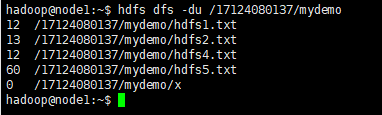 hadoop@node1:~$ hdfs dfs -du /17124080137/mydemo
12  /17124080137/mydemo/hdfs1.txt
13  /17124080137/mydemo/hdfs2.txt
12  /17124080137/mydemo/hdfs4.txt
60  /17124080137/mydemo/hdfs5.txt
0  /17124080137/mydemo/x
hadoop@node1:~$